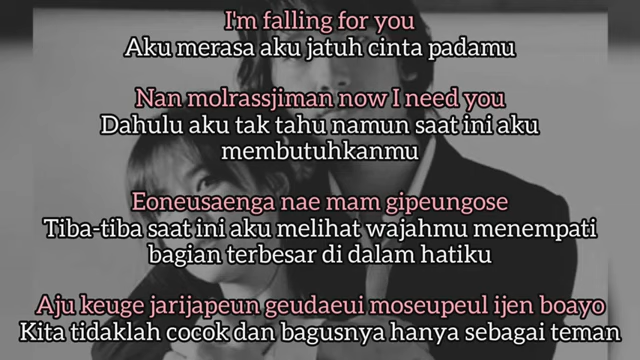 I'm falling for you
Aku merasa aku jatuh cinta padamu
Nan molrassjiman now I need you
Dahulu aku tak tahu namun saat ini aku
membutuhkanmu
Eoneusaenga nae mam gipeungose
Tiba-tiba saat ini aku melihat wajahmu menempati
bagian terbesar di dalam hatiku
Aju keuge jarijapeun geudaeui moseupeul ijen boayo
Kita tidaklah cocok dan bagusnya hanya sebagai teman